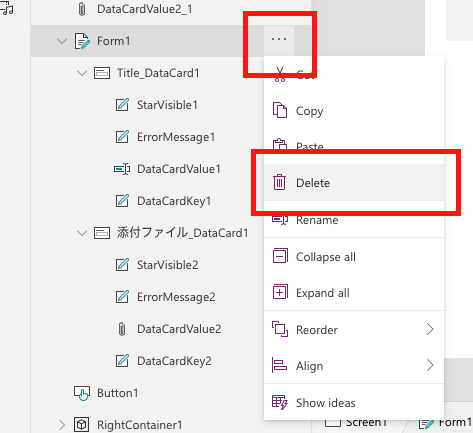 DataCardValue2_1
Form1
...
Title_DataCard1
StarVisible1
ErrorMessage1
DataCardValue1
DataCardKey1
添付ファイル_DataCard1
StarVisible2
ErrorMessage2
DataCardValue2
DataCardKey2
Button1
RightContainer1
Cut
Copy
Paste
Delete
Rename
Collapse all
Expand all
Reorder
Align
Show ideas
Screen1
Form1